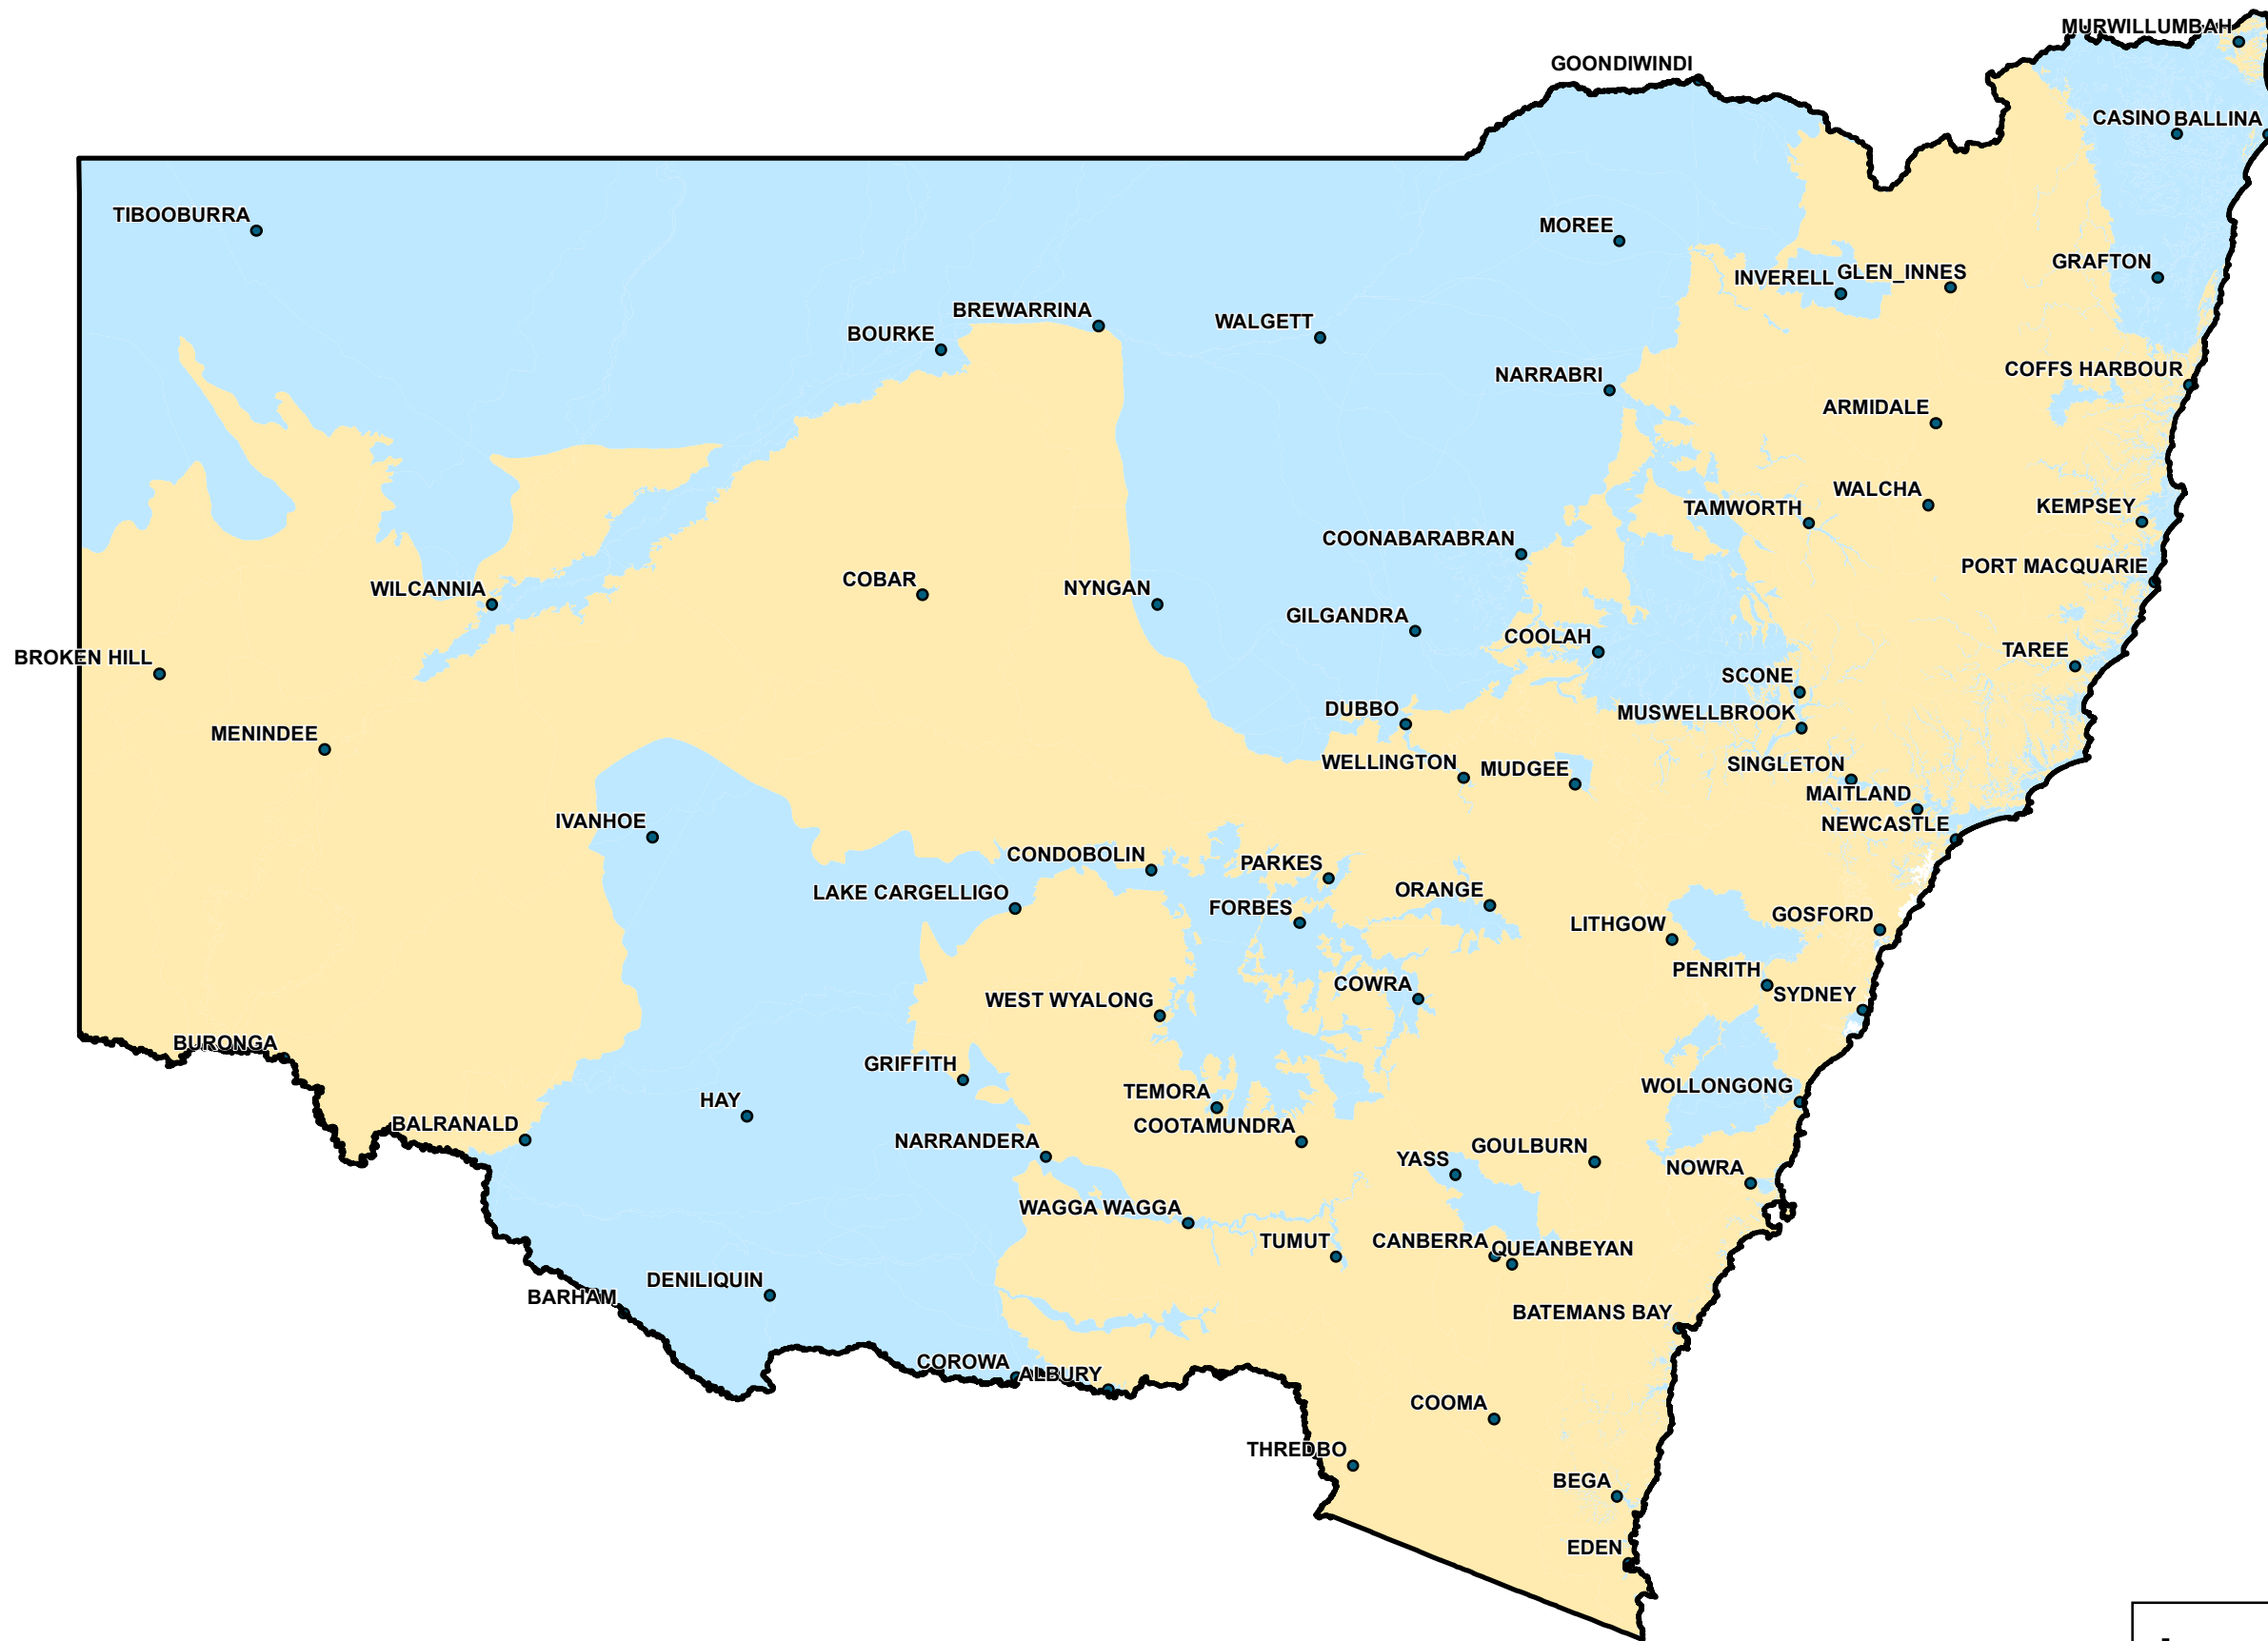 MURWILLUMBAH
GOONDIWINDI
CASINO
BALLINA
TIBOOBURRA
MOREE
GRAFTON
INVERELL
GLEN_INNES
BREWARRINA
WALGETT
BOURKE
COFFS HARBOUR
NARRABRI
ARMIDALE
WALCHA
TAMWORTH
KEMPSEY
COONABARABRAN
PORT MACQUARIE
COBAR
NYNGAN
WILCANNIA
GILGANDRA
COOLAH
TAREE
BROKEN HILL
SCONE
DUBBO
MUSWELLBROOK
MENINDEE
WELLINGTON
MUDGEE
SINGLETON
MAITLAND
IVANHOE
NEWCASTLE
CONDOBOLIN
PARKES
LAKE CARGELLIGO
ORANGE
FORBES
GOSFORD
LITHGOW
PENRITH
COWRA
SYDNEY
WEST WYALONG
BURONGA
GRIFFITH
WOLLONGONG
TEMORA
HAY
BALRANALD
COOTAMUNDRA
NARRANDERA
GOULBURN
YASS
NOWRA
WAGGA WAGGA
TUMUT
CANBERRA
QUEANBEYAN
DENILIQUIN
BARHAM
BATEMANS BAY
COROWA
ALBURY
COOMA
THREDBO
BEGA
EDEN